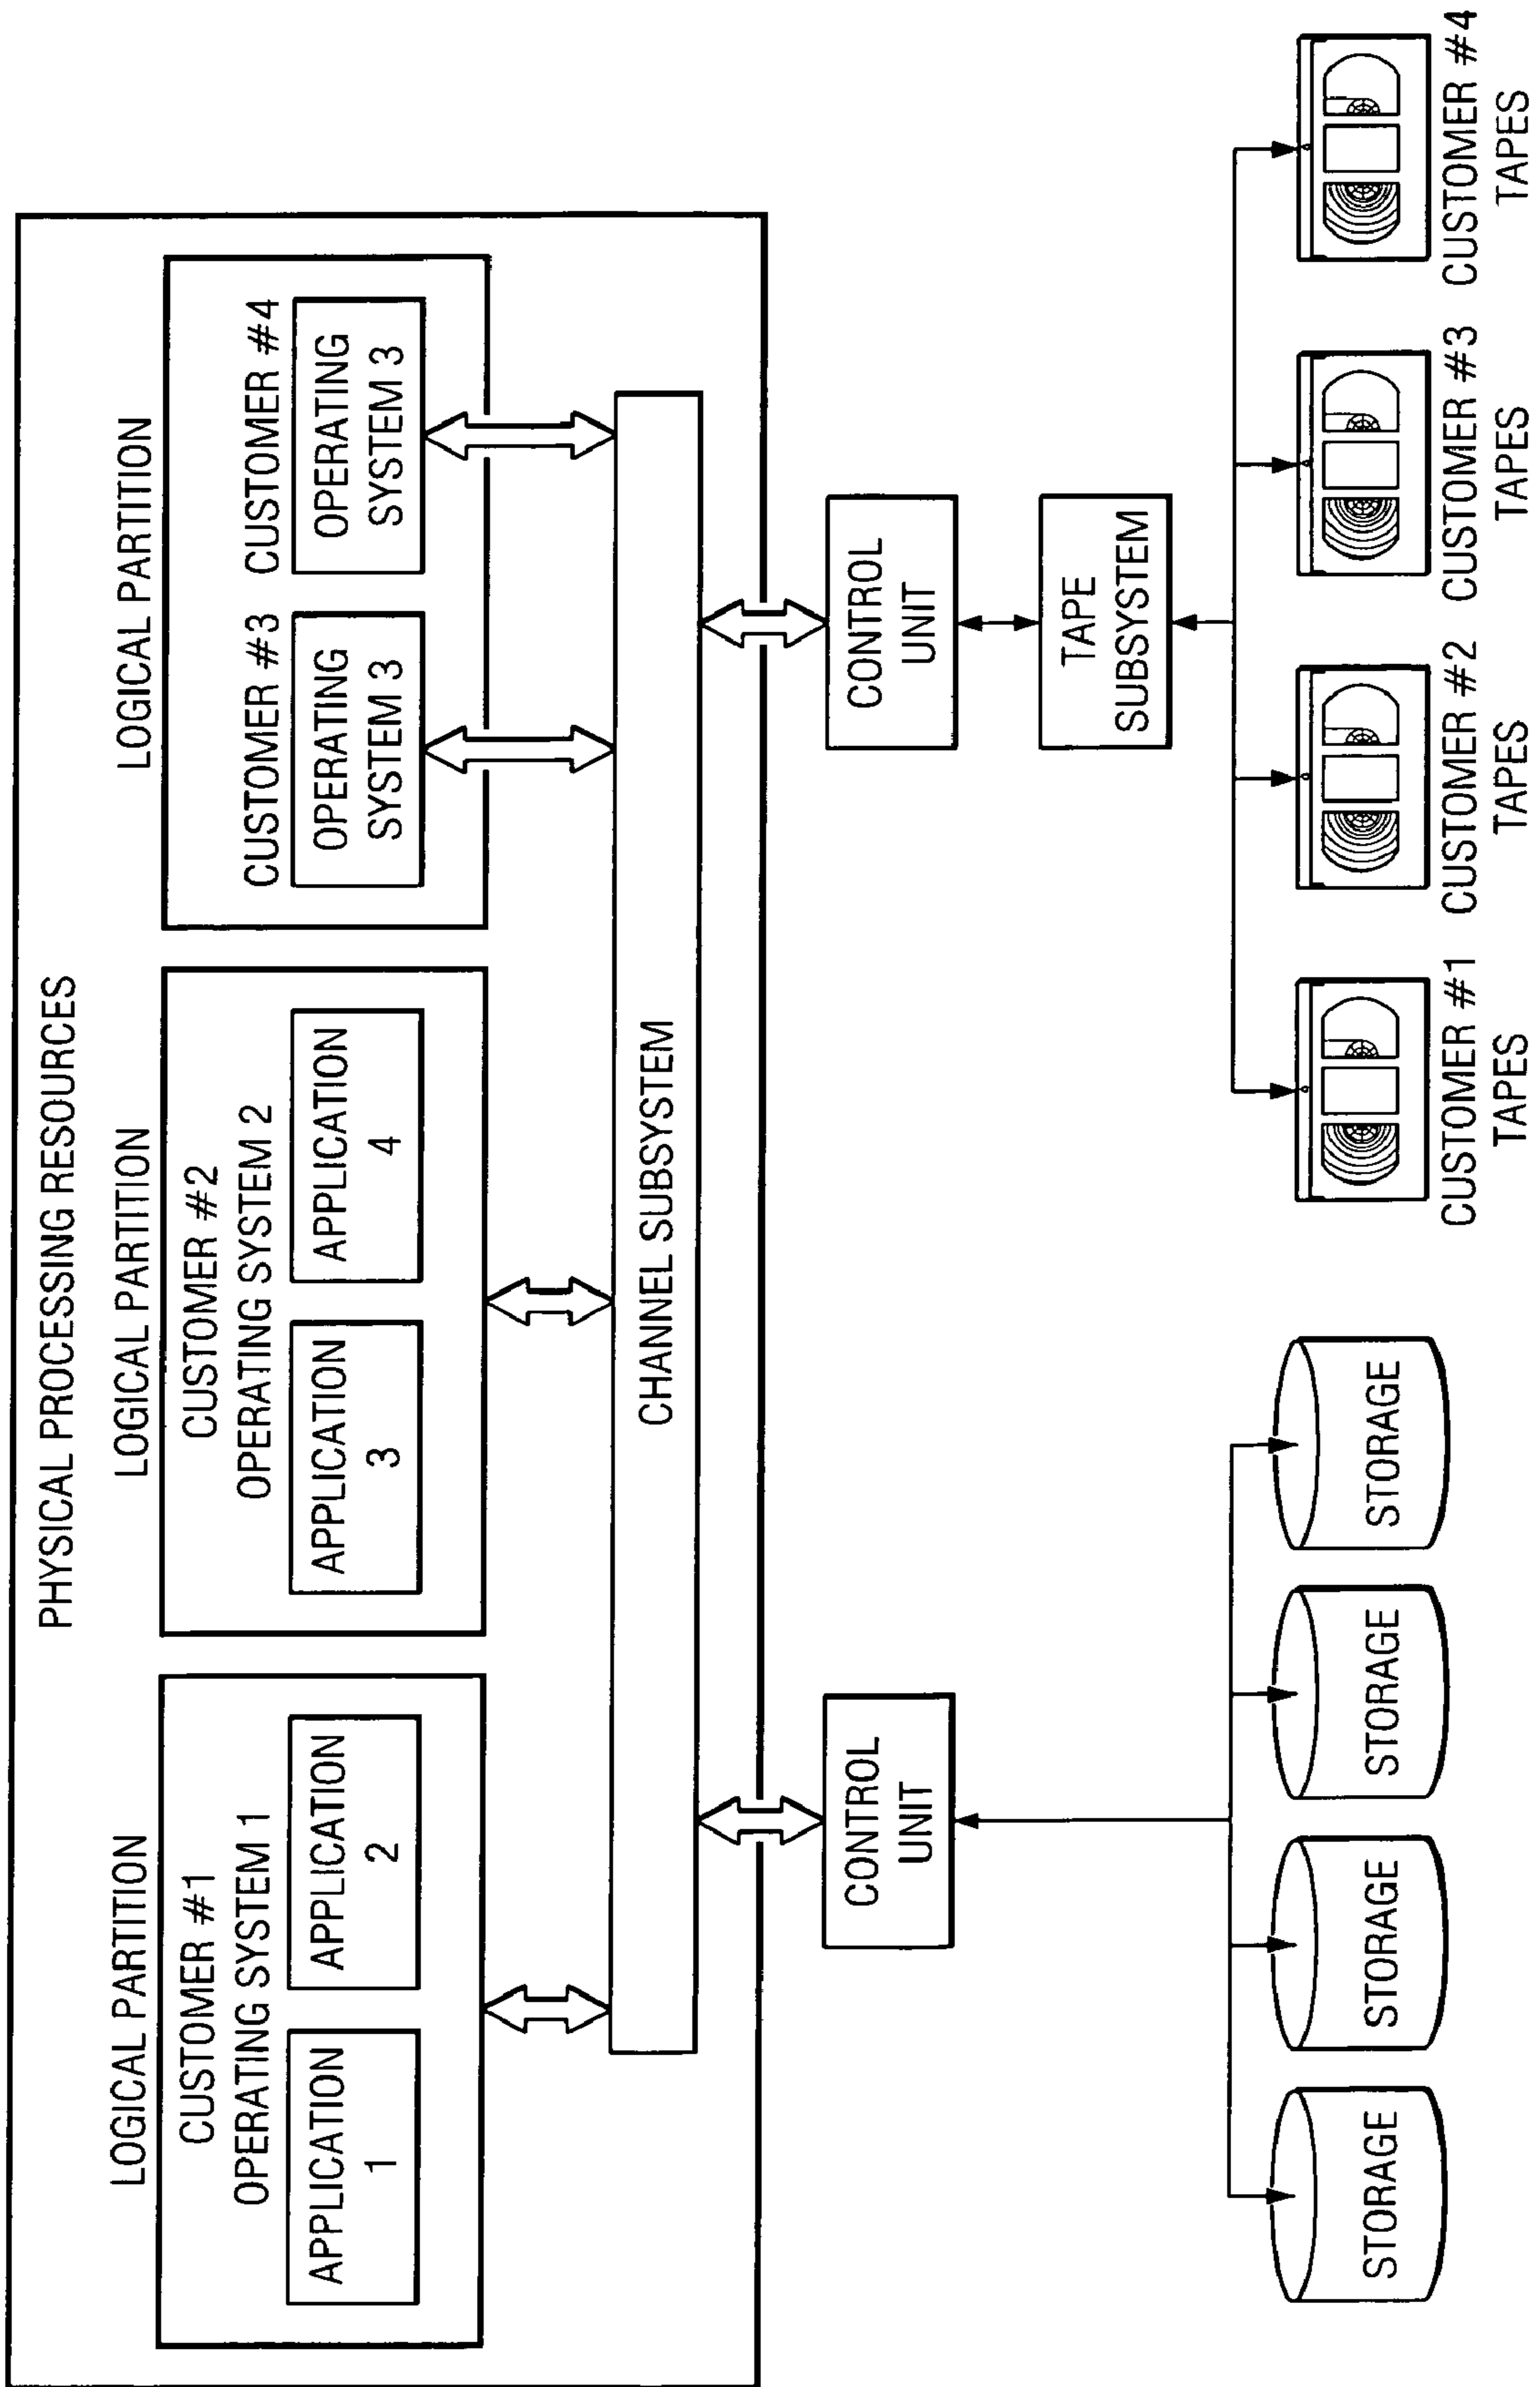 PHYSICAL PROCESSING RESOURCES
LOGICAL PARTITION
CUSTOMER #1
OPERATING SYSTEM 1
APPLICATION
1
APPLICATION
2
LOGICAL PARTITION
CUSTOMER #2
OPERATING SYSTEM 2
APPLICATION
3
APPLICATION
4
LOGICAL PARTITION
CUSTOMER #3
OPERATING
SYSTEM 3
CUSTOMER #4
OPERATING
SYSTEM 3
CHANNEL SUBSYSTEM
CONTROL
UNIT
CONTROL
UNIT
TAPE
SUBSYSTEM
STORAGE
STORAGE
STORAGE
STORAGE
CUSTOMER #1
TAPES
CUSTOMER #2
TAPES
CUSTOMER #3
TAPES
CUSTOMER #4
TAPES